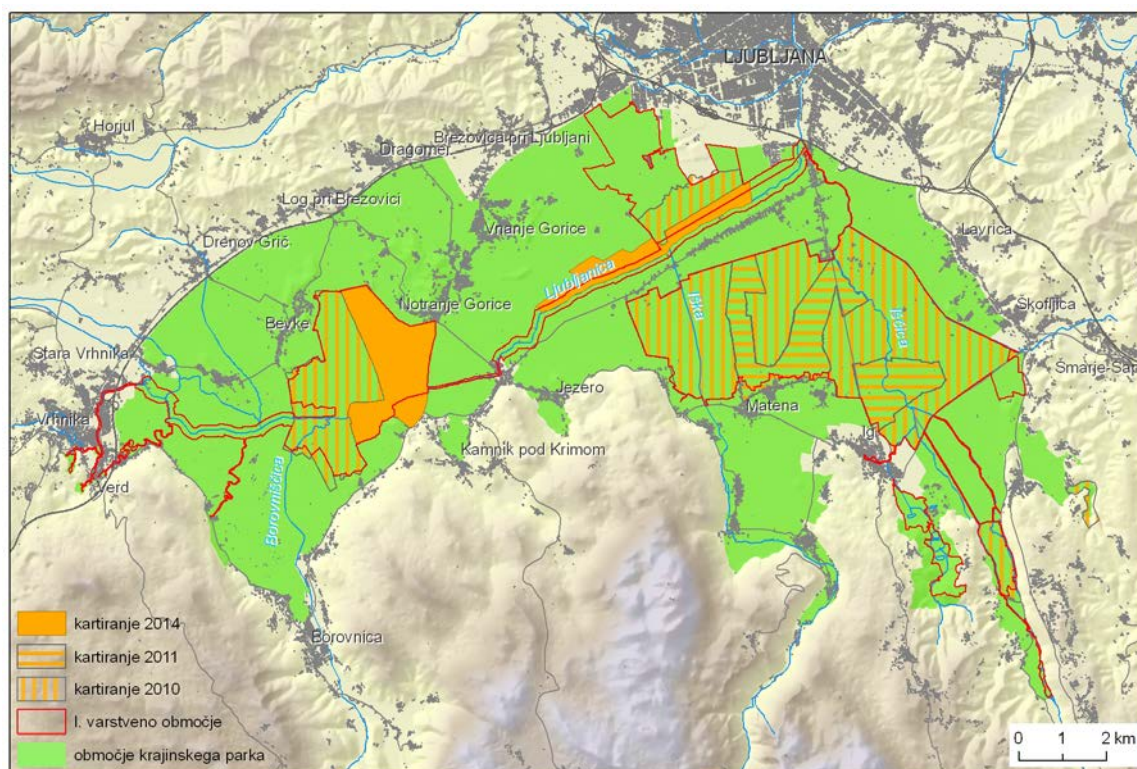 LJUBLJANA
Horjul
Brezovica pri Ljubljani
Dragomer
Log pri Brezovici
Lavrica
Vnanje Gorice
Drenov Grič
Ljubljanica
Iška
Notranje Gorice
Škofljica
Bevke
Iščica
Stara Vrhnika
Šmarje-Sap
Jezero
Matena
Vrhnika
Ig
Kamnik pod Krimom
Verd
Borovniščica
Borovnica
kartiranje 2014
kartiranje 2011
kartiranje 2010
I. varstveno območje
območje krajinskega parka
0 1 2 km